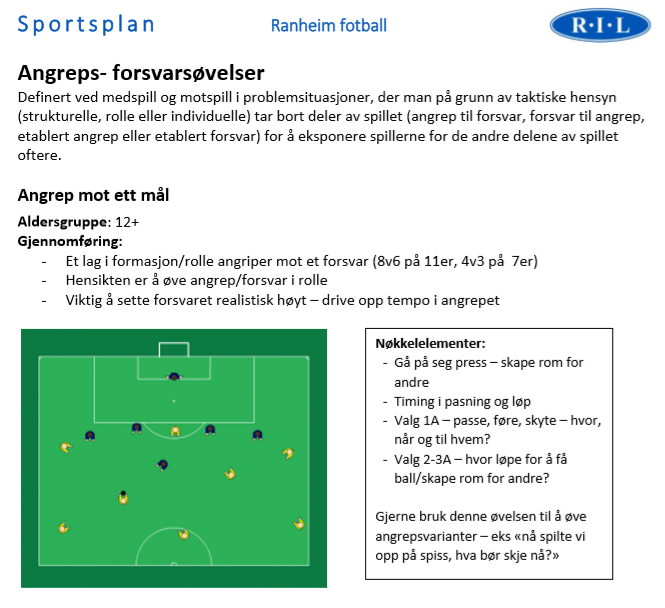 Sportsplan
Ranheim fotball
R·I·L
Angreps- forsvarsøvelser
Definert ved medspill og motspill i problemsituasjoner, der man på grunn av taktiske hensyn
(strukturelle, rolle eller individuelle) tar bort deler av spillet (angrep til forsvar, forsvar til angrep,
etablert angrep eller etablert forsvar) for å eksponere spillerne for de andre delene av spillet
oftere.
Angrep mot ett mål
Aldersgruppe: 12+
Gjennomføring:
- Et lag i formasjon/rolle angriper mot et forsvar (8v6 på 11er, 4v3 på 7er)
- Hensikten er å øve angrep/forsvar i rolle
- Viktig å sette forsvaret realistisk høyt – drive opp tempo i angrepet
Nøkkelelementer:
- Gå på seg press – skape rom for
andre
- Timing i pasning og løp
- Valg 1A – passe, føre, skyte – hvor,
når og til hvem?
- Valg 2-3A – hvor løpe for å få
ball/skape rom for andre?
Gjerne bruk denne øvelsen til å øve
angrepsvarianter – eks «nå spilte vi
opp på spiss, hva bør skje nå?»